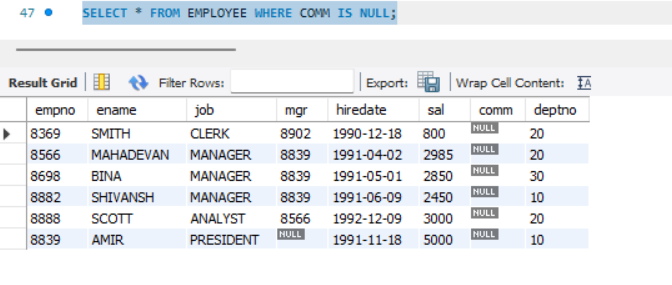 47 SELECT * FROM EMPLOYEE WHERE COMM IS NULL;
Result Grid Filter Rows: Export: Wrap Cell Content: IA
empno ename job mgr hiredate sal comm deptno
8369 SMITH CLERK 8902 1990-12-18 800 NULL 20
8566 MAHADEVAN MANAGER 8839 1991-04-02 2985 NULL 20
8698 BINA MANAGER 8839 1991-05-01 2850 NULL 30
8882 SHIVANSH MANAGER 8839 1991-06-09 2450 NULL 10
8888 SCOTT ANALYST 8566 1992-12-09 3000 NULL 20
8839 AMIR PRESIDENT NULL 1991-11-18 5000 NULL 10